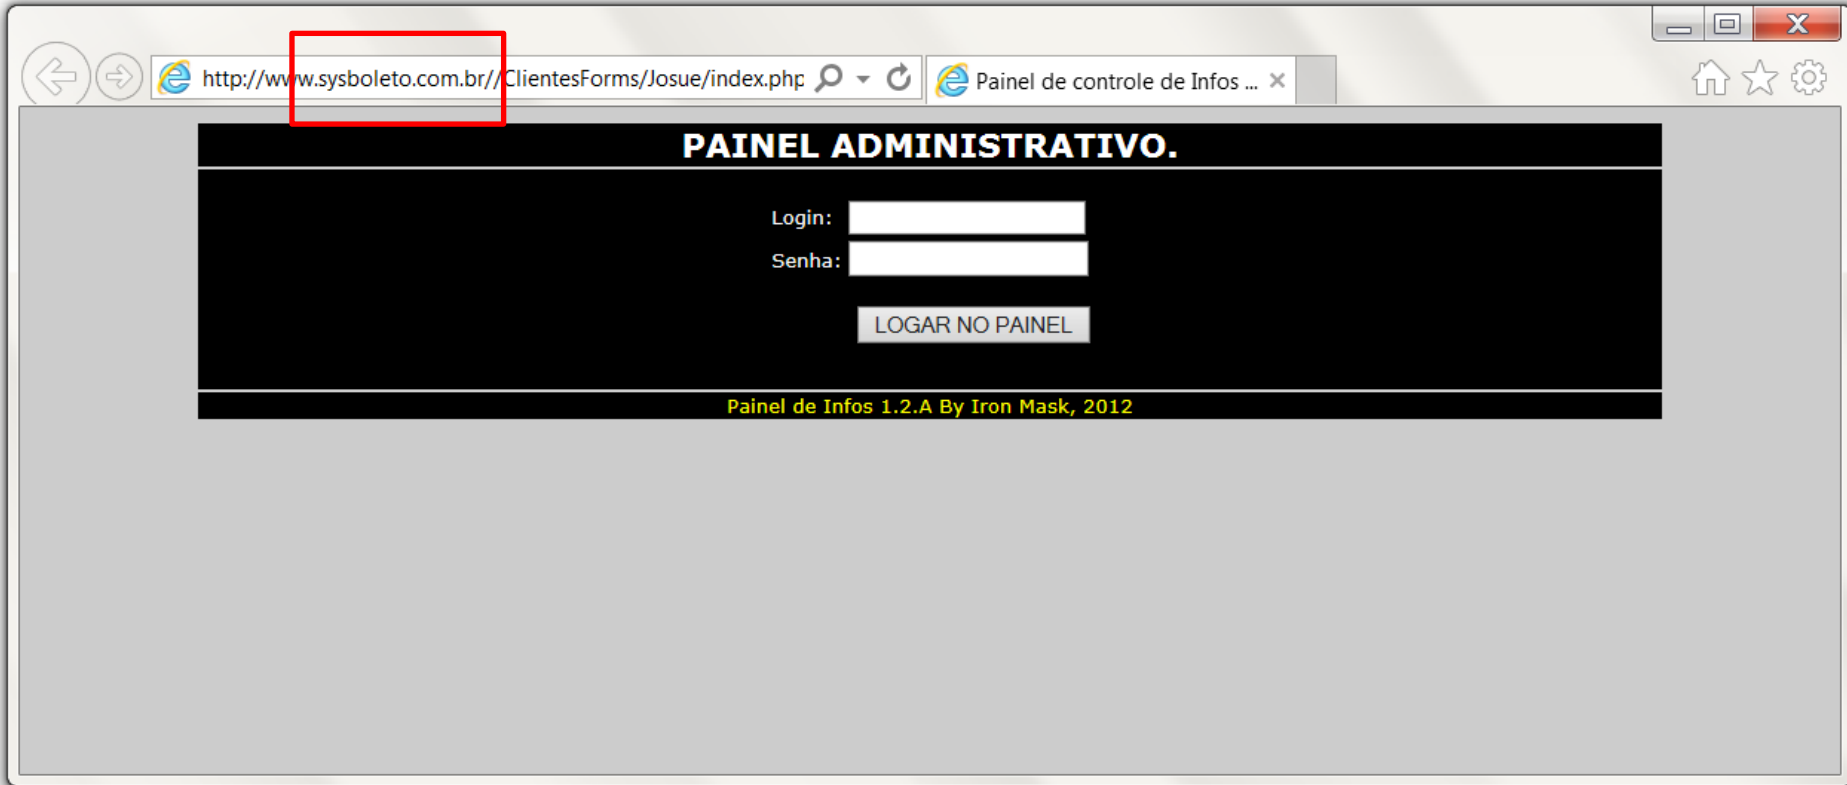 http://www.sysboleto.com.br//ClientesForms/Josue/index.php
Painel de controle de Infos ...
PAINEL ADMINISTRATIVO.
Login:
Senha:
LOGAR NO PAINEL
Painel de Infos 1.2.A By Iron Mask, 2012